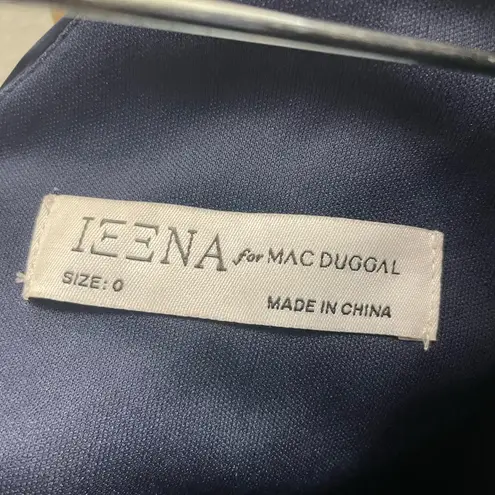 IEENA for MAC DUGGAL
SIZE: 0
MADE IN CHINA